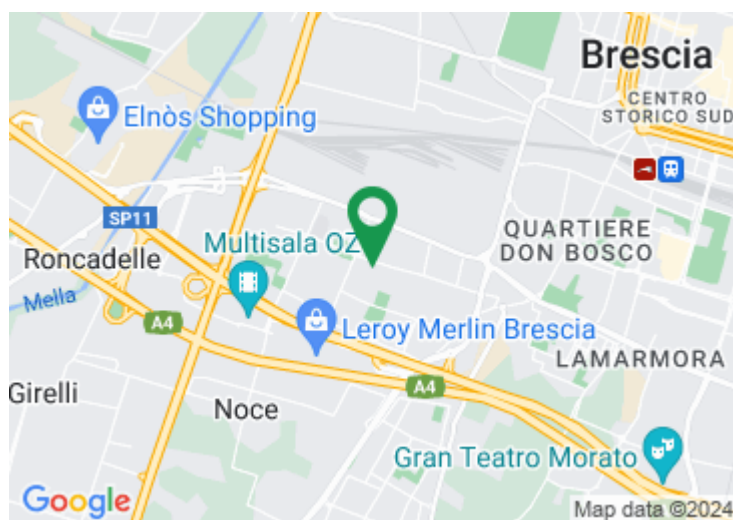 Brescia
CENTRO
STORICO SUD
Elnòs Shopping
SP11
Roncadelle
Multisala OZ
QUARTIERE
DON BOSCO
Mella
A4
Leroy Merlin Brescia
LAMARMORA
A4
Girelli
Noce
Gran Teatro Morato
Google
Map data ©2024